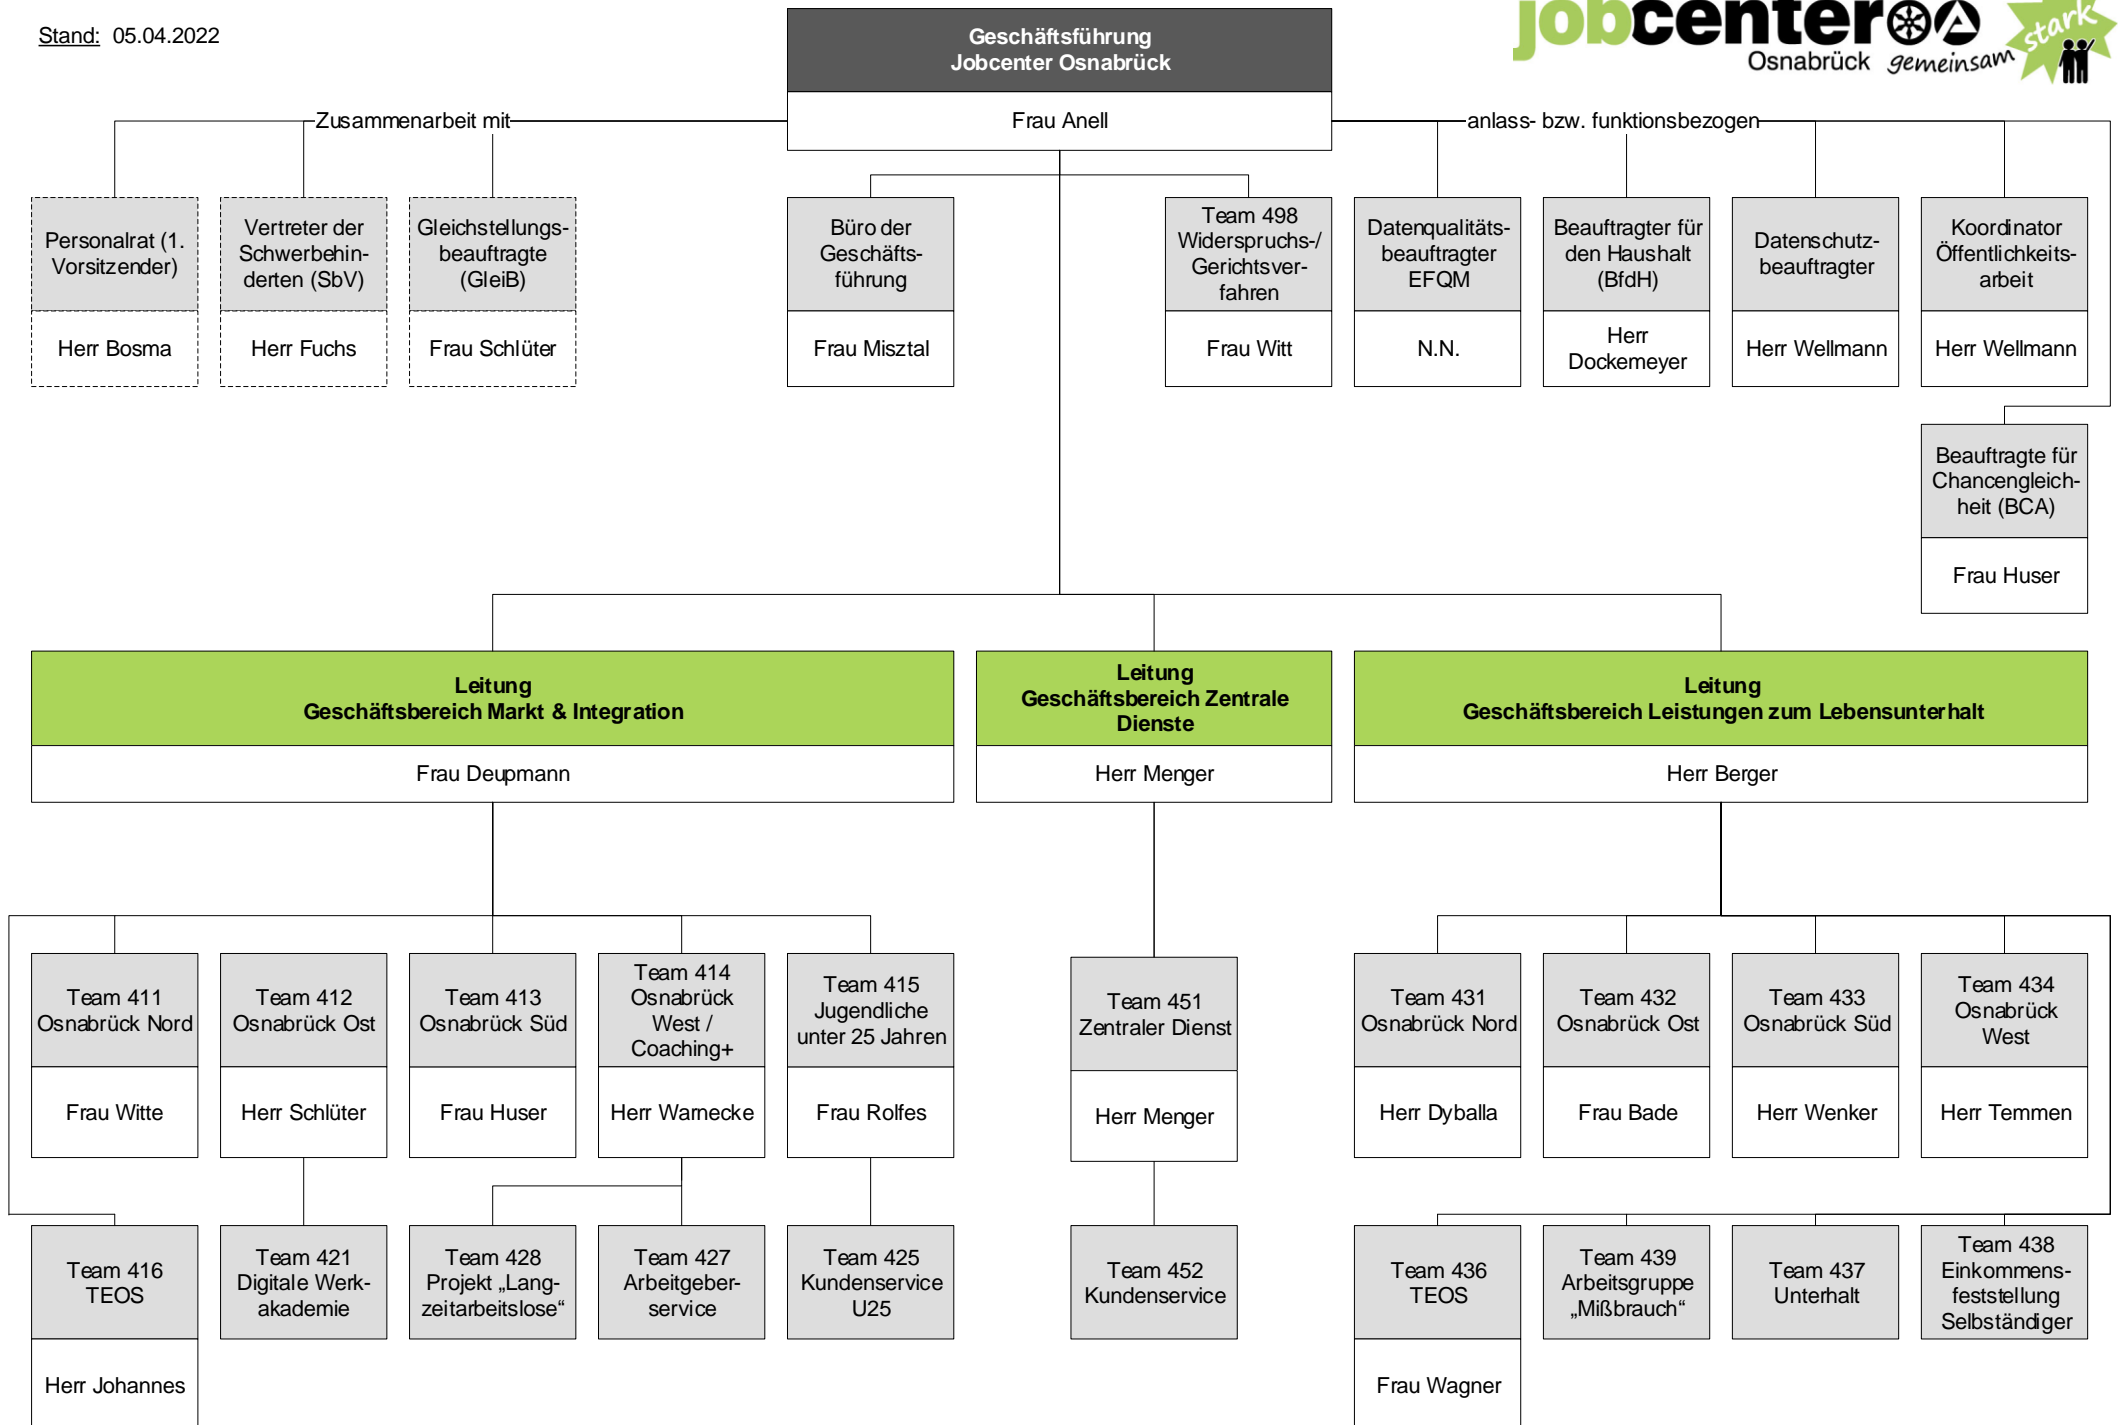 Stand: 05.04.2022
Geschäftsführung
Jobcenter Osnabrück
Frau Anell
jobcenter
Osnabrück
gemeinsam
stark
Zusammenarbeit mit
anlass- bzw. funktionsbezogen
Personalrat (1.
Vorsitzender)
Herr Bosma
Vertreter der
Schwerbehin-
derten (SbV)
Herr Fuchs
Gleichstellungs-
beauftragte
(GleiB)
Frau Schlüter
Büro der
Geschäfts-
führung
Frau Misztal
Team 498
Widerspruchs-/
Gerichtsver-
fahren
Frau Witt
Datenqualitäts-
beauftragter
EFQM
N.N.
Beauftragter für
den Haushalt
(BfdH)
Herr
Dockemeyer
Datenschutz-
beauftragter
Herr Wellmann
Koordinator
Öffentlichkeits-
arbeit
Herr Wellmann
Beauftragte für
Chancengleich-
heit (BCA)
Frau Huser
Leitung
Geschäftsbereich Markt & Integration
Frau Deupmann
Leitung
Geschäftsbereich Zentrale
Dienste
Herr Menger
Leitung
Geschäftsbereich Leistungen zum Lebensunterhalt
Herr Berger
Team 411
Osnabrück Nord
Frau Witte
Team 412
Osnabrück Ost
Herr Schlüter
Team 413
Osnabrück Süd
Frau Huser
Team 414
Osnabrück
West /
Coaching+
Herr Warnecke
Team 415
Jugendliche
unter 25 Jahren
Frau Rolfes
Team 451
Zentraler Dienst
Herr Menger
Team 431
Osnabrück Nord
Herr Dyballa
Team 432
Osnabrück Ost
Frau Bade
Team 433
Osnabrück Süd
Herr Wenker
Team 434
Osnabrück
West
Herr Temmen
Team 416
TEOS
Herr Johannes
Team 421
Digitale Werk-
akademie
Team 428
Projekt „Lang-
zeitarbeitslose“
Team 427
Arbeitgeber-
service
Team 425
Kundenservice
U25
Team 452
Kundenservice
Team 436
TEOS
Frau Wagner
Team 439
Arbeitsgruppe
„Mißbrauch“
Team 437
Unterhalt
Team 438
Einkommens-
feststellung
Selbständiger